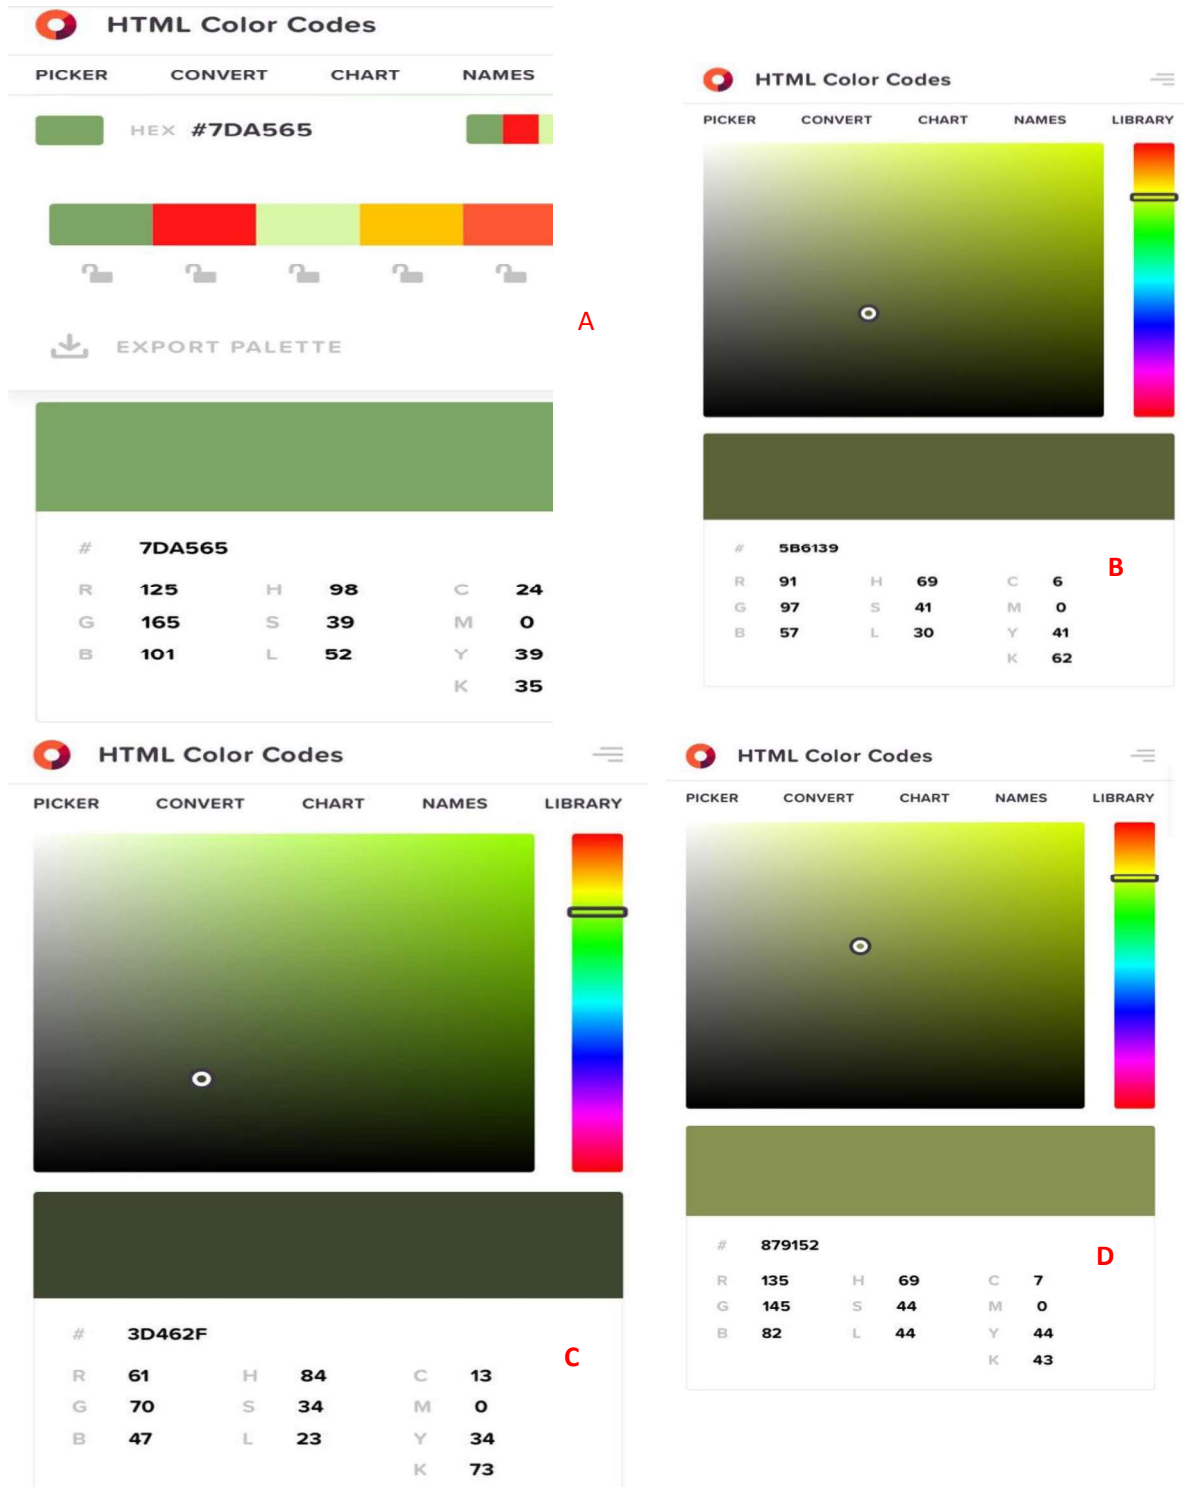 HTML Color Codes
PICKER CONVERT CHART NAMES
HEX #7DA565
EXPORT PALETTE
# 7DA565
R 125 H 98 C 24
G 165 S 39 M 0
B 101 L 52 Y 39
K 35
A
HTML Color Codes
PICKER CONVERT CHART NAMES LIBRARY
# 5B6139
R 91 H 69 C 6
G 97 S 41 M 0
B 57 L 30 Y 41
K 62
B
HTML Color Codes
PICKER CONVERT CHART NAMES LIBRARY
# 3D462F
R 61 H 84 C 13
G 70 S 34 M 0
B 47 L 23 Y 34
K 73
C
HTML Color Codes
PICKER CONVERT CHART NAMES LIBRARY
# 879152
R 135 H 69 C 7
G 145 S 44 M 0
B 82 L 44 Y 44
K 43
D